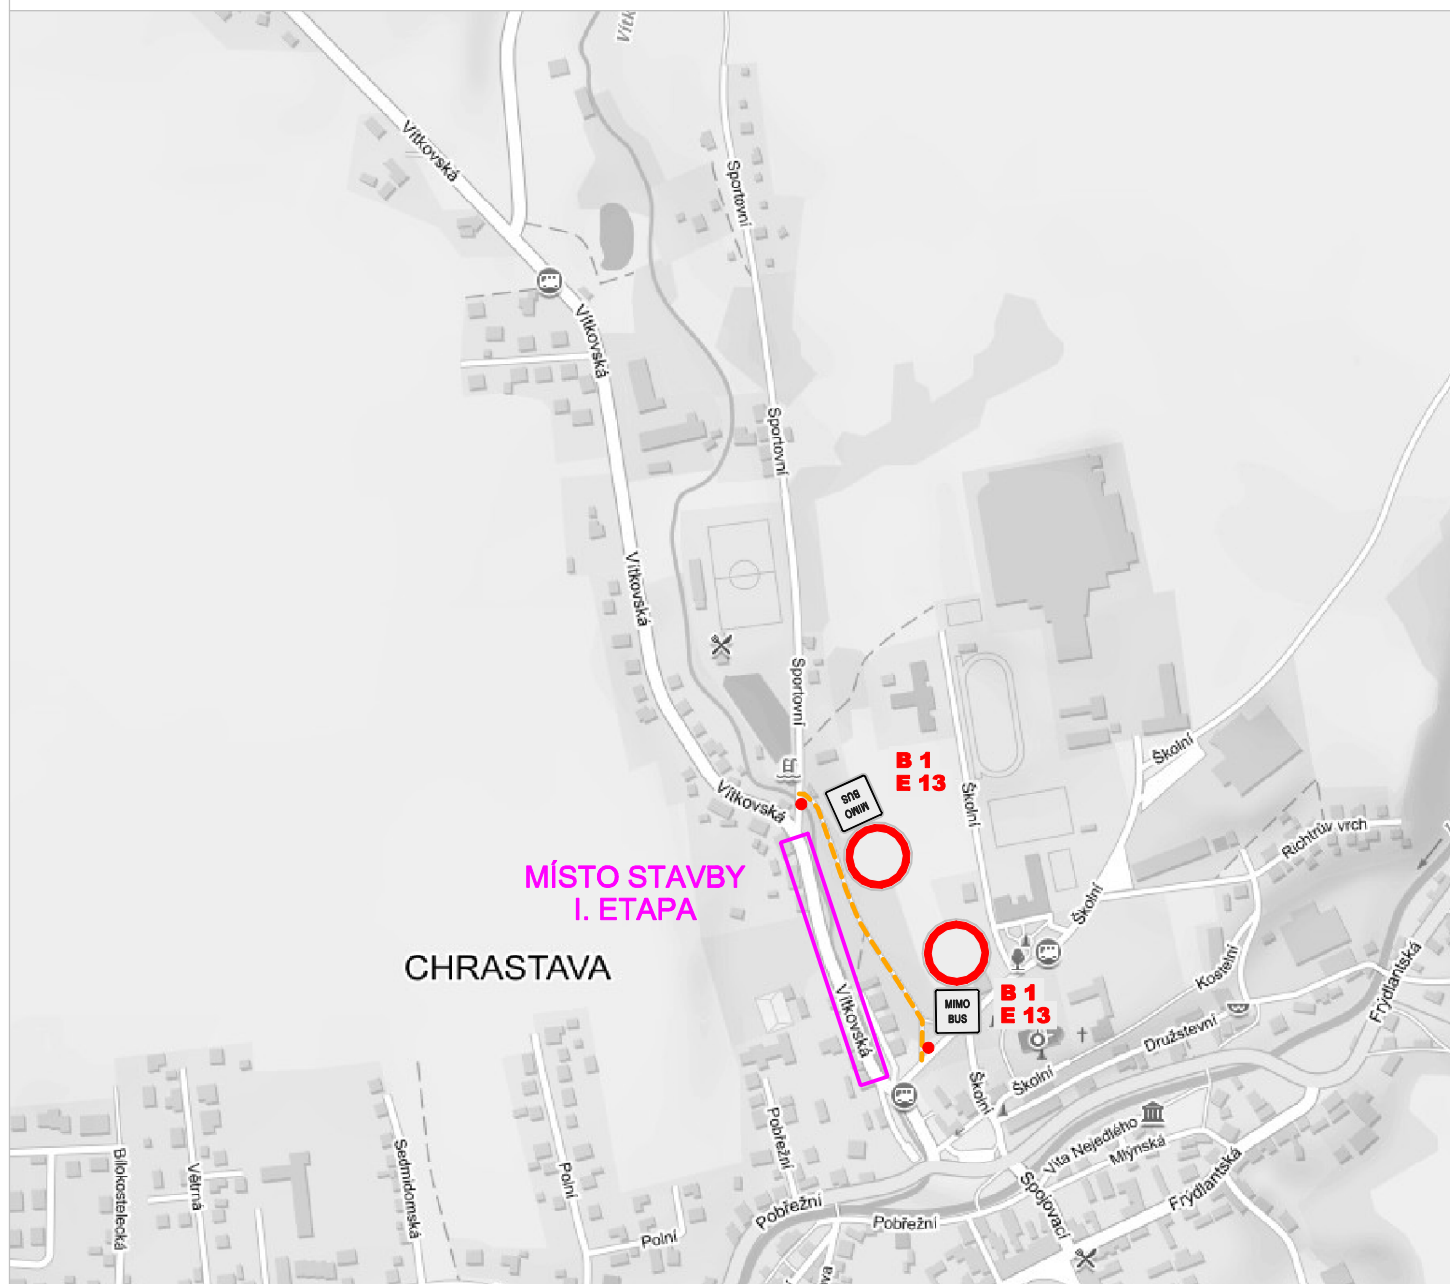 Vítk
Vítkovská
Sportovní
Vítkovská
Sportovní
Vítkovská
Sportovní
Školní
B 1
E 13
MIMO
BUS
Vítkovská
Školní
Richtrův vrch
MÍSTO STAVBY
I. ETAPA
Školní
CHRASTAVA
Kostelní
Frýdlantská
B 1
E 13
MIMO
BUS
Vítkovská
Družstevní
Školní
Školní
Pobřežní
Víta Nejedlého
Mlýnská
Bílokostelecká
Větrná
Sedmidomská
Polní
Spojovací
Frýdlantská
Pobřežní
Pobřežní
Polní